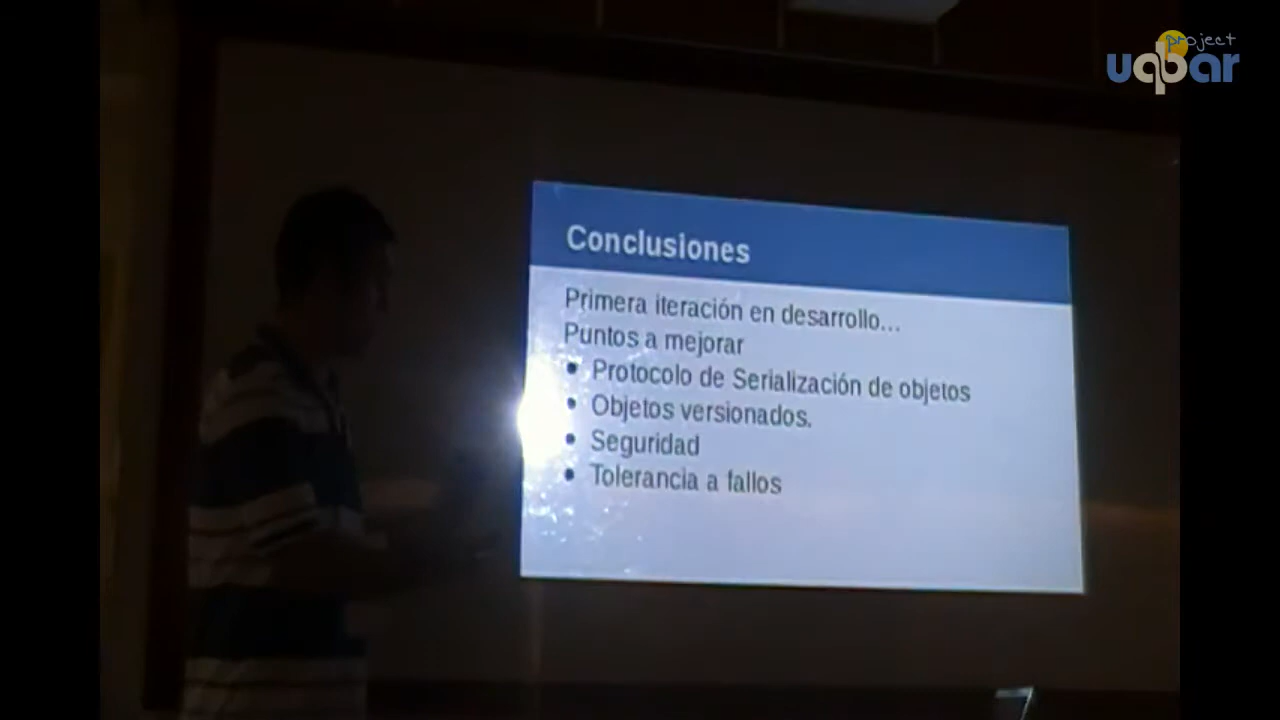 project
uqbar
Conclusiones
Primera iteración en desarrollo...
Puntos a mejorar
• Protocolo de Serialización de objetos
• Objetos versionados.
• Seguridad
• Tolerancia a fallos